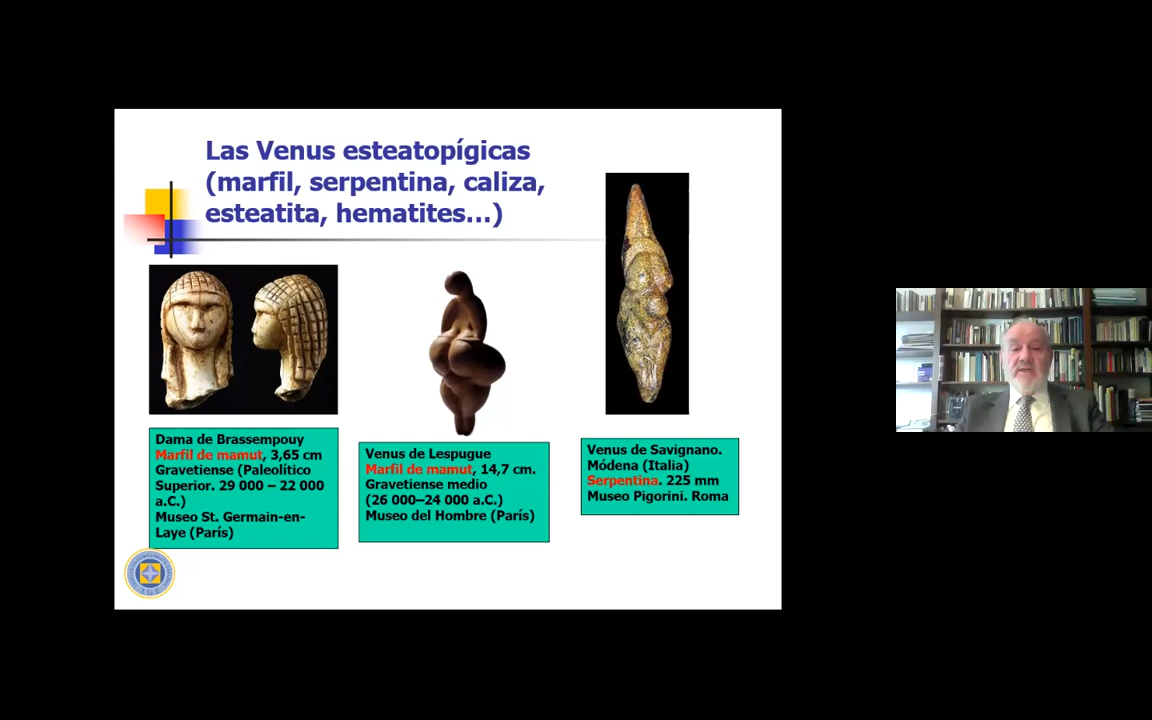 Las Venus esteatopígicas
(marfil, serpentina, caliza,
esteatita, hematites…)
Dama de Brassempouy
Marfil de mamut, 3,65 cm
Gravetiense (Paleolítico
Superior. 29 000 – 22 000
a.C.)
Museo St. Germain-en-
Laye (París)
Venus de Lespugue
Marfil de mamut, 14,7 cm.
Gravetiense medio
(26 000–24 000 a.C.)
Museo del Hombre (París)
Venus de Savignano.
Módena (Italia)
Serpentina. 225 mm
Museo Pigorini. Roma